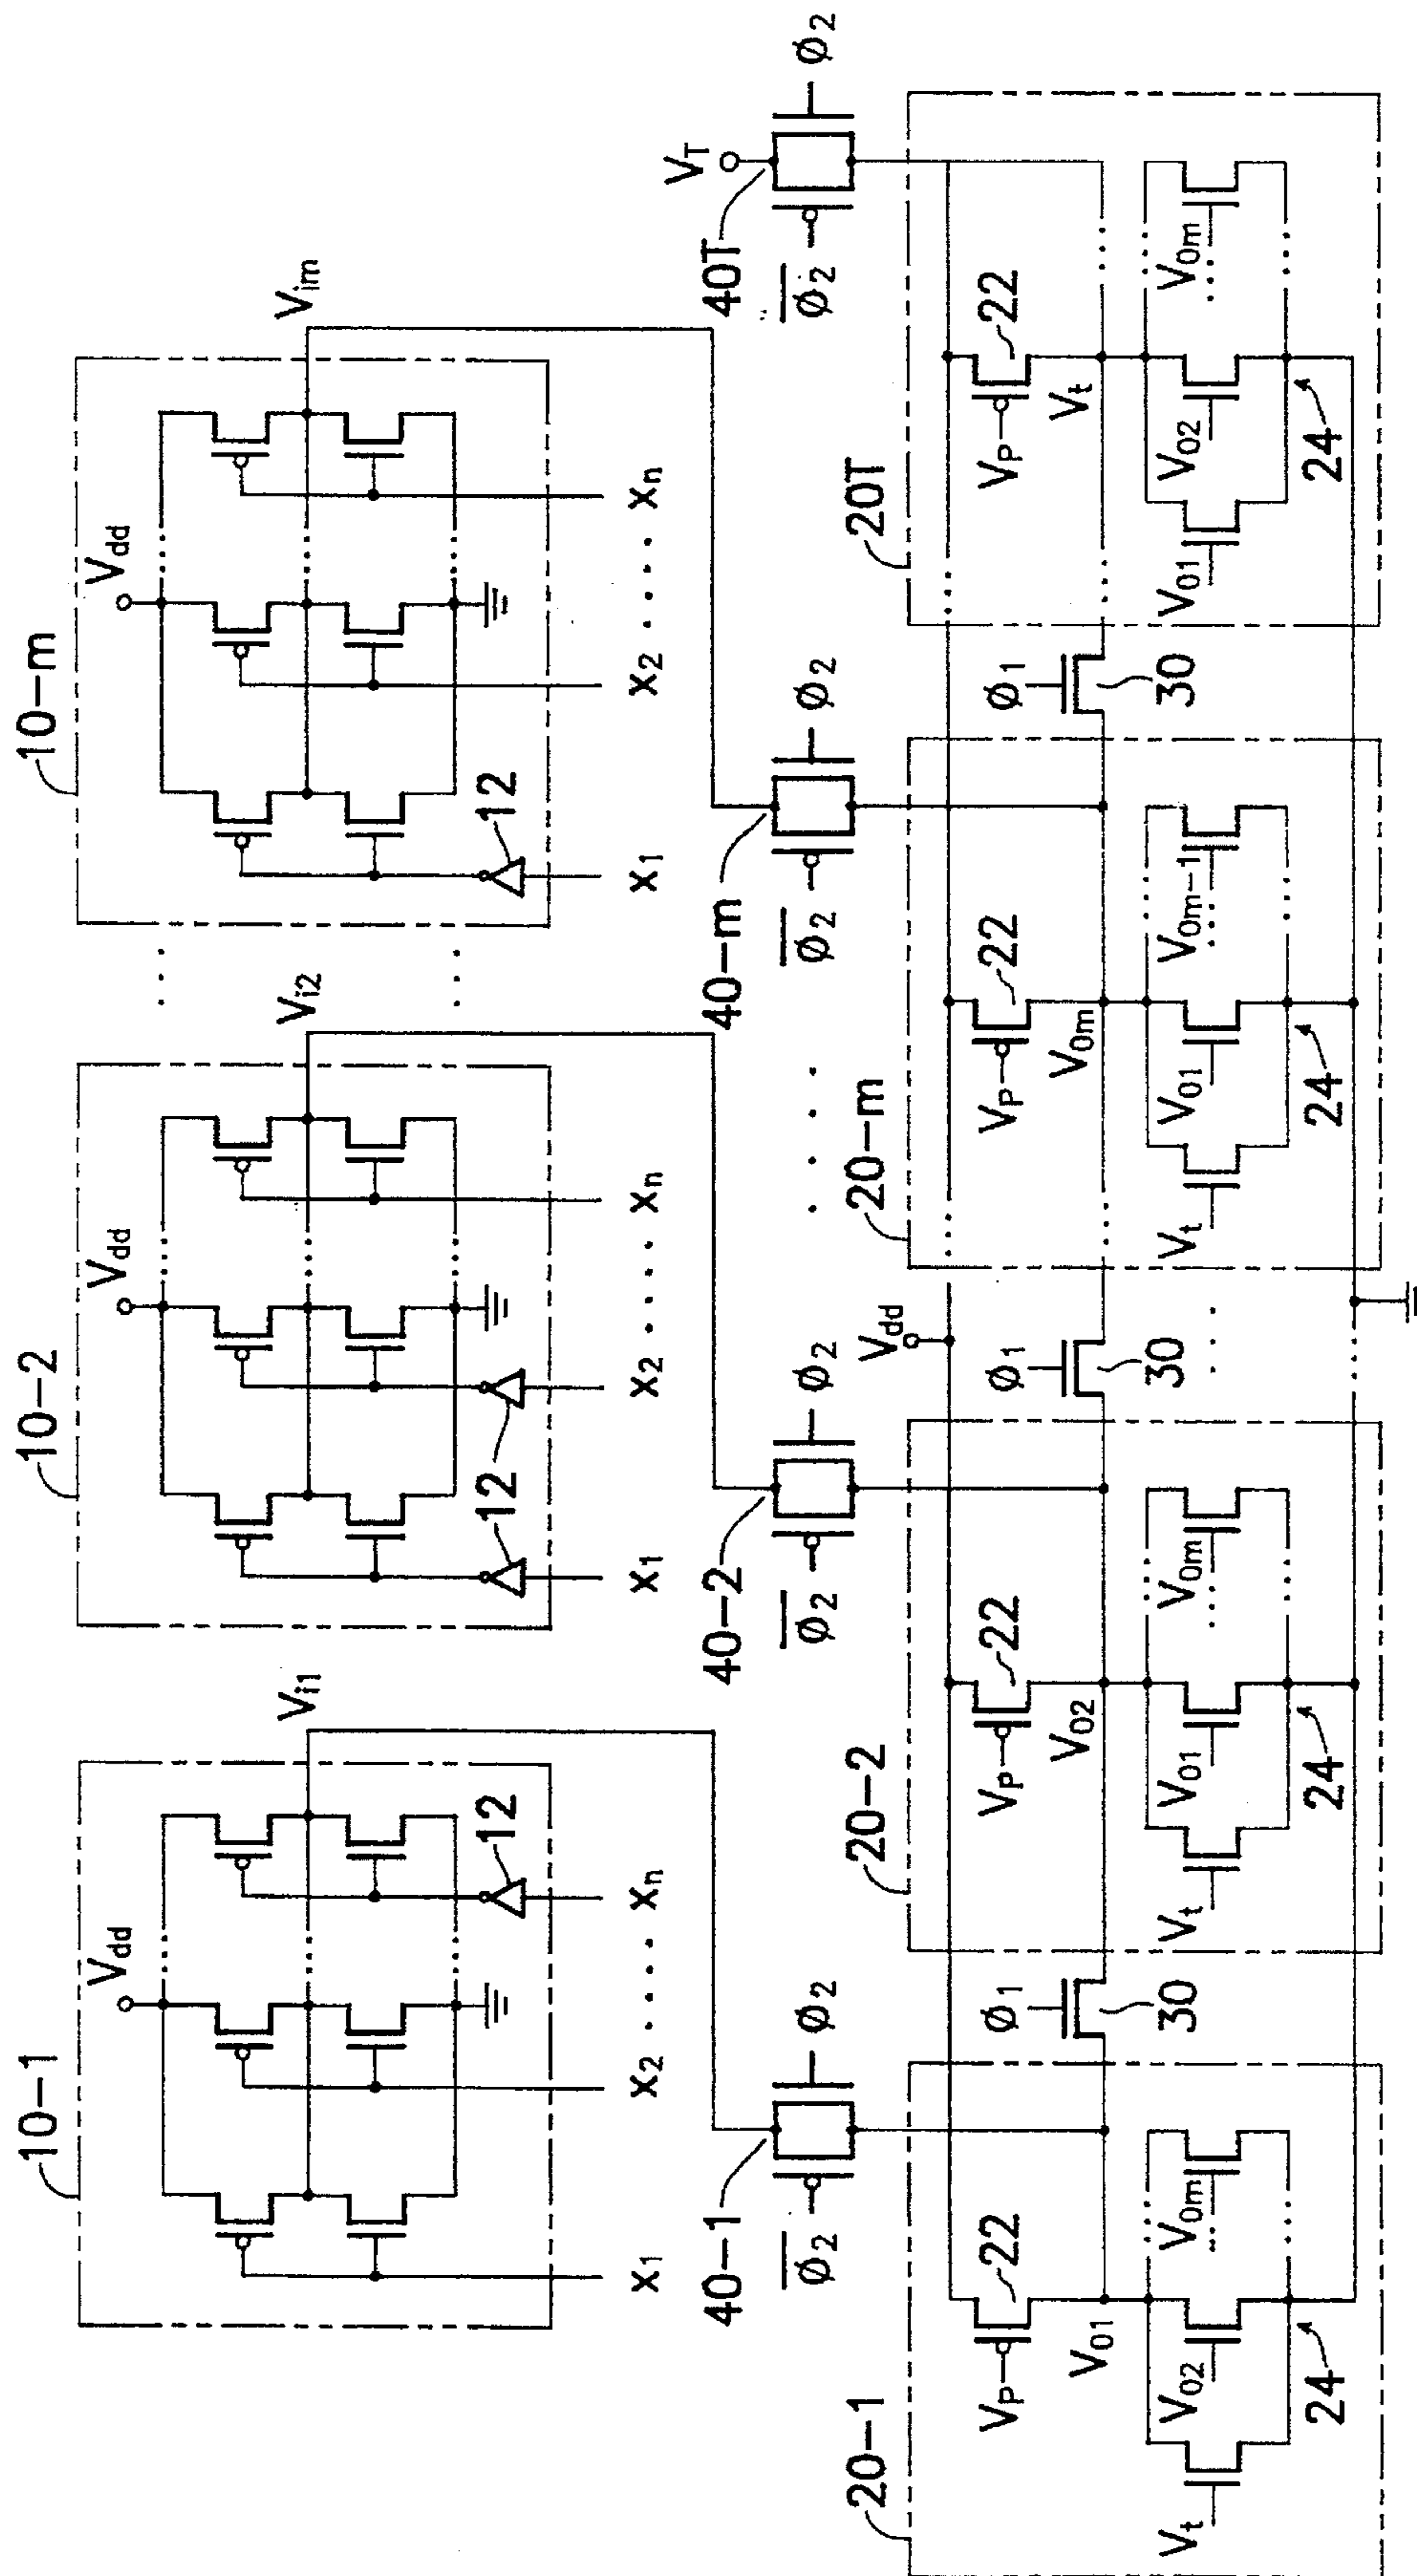 10-1
10-2
10-m
Vdd
Vdd
Vdd
Vi1
Vi2
Vim
12
12
12
12
x1 x2 .... xn
x1 x2 .... xn
x1 x2 ..... xn
VT
40-1
40-2
40-m
40T
φ̅2 φ2
φ̅2 φ2
φ̅2 φ2
φ̅2 φ2
20-1
20-2
20-m
20T
Vdd
VP 22
VP 22
VP 22
VP 22
V01
V02
V0m
Vt
φ1
30
φ1
30
φ1
30
Vt V02 ... V0m
Vt V01 ... V0m
Vt V01 ... V0m-1
V01 V02 ... V0m
24
24
24
24